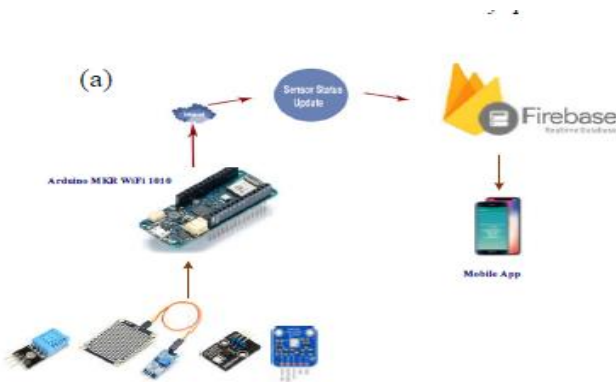 (a)
Sensor Status
Update
Firebase
Realtime Database
Arduino MKR WiFi 1010
Mobile App